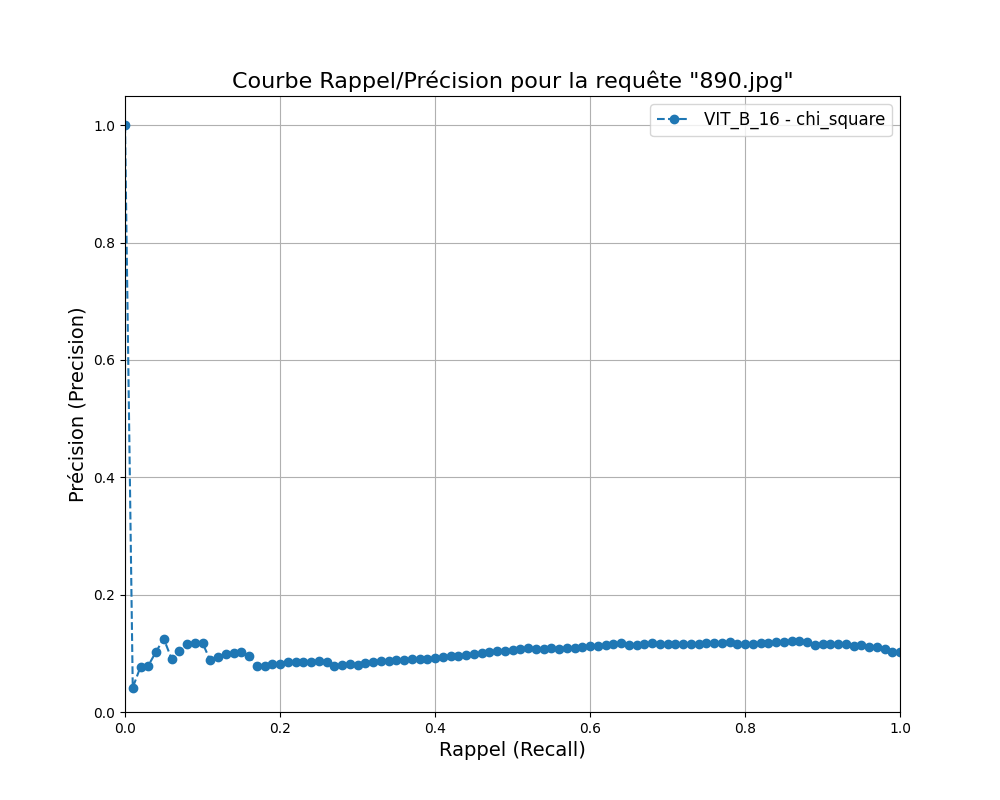 Courbe Rappel/Précision pour la requête "890.jpg"
VIT_B_16 - chi_square
1.0
0.8
0.6
0.4
0.2
0.0
Précision (Precision)
0.0 0.2 0.4 0.6 0.8 1.0
Rappel (Recall)